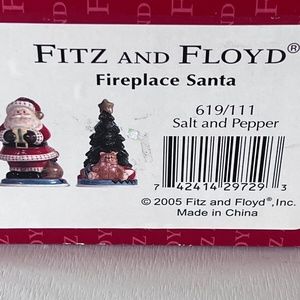 FITZ AND FLOYD®
Fireplace Santa
619/111
Salt and Pepper
7 42414 29729 3
© 2005 Fitz and Floyd®, Inc.
Made in China